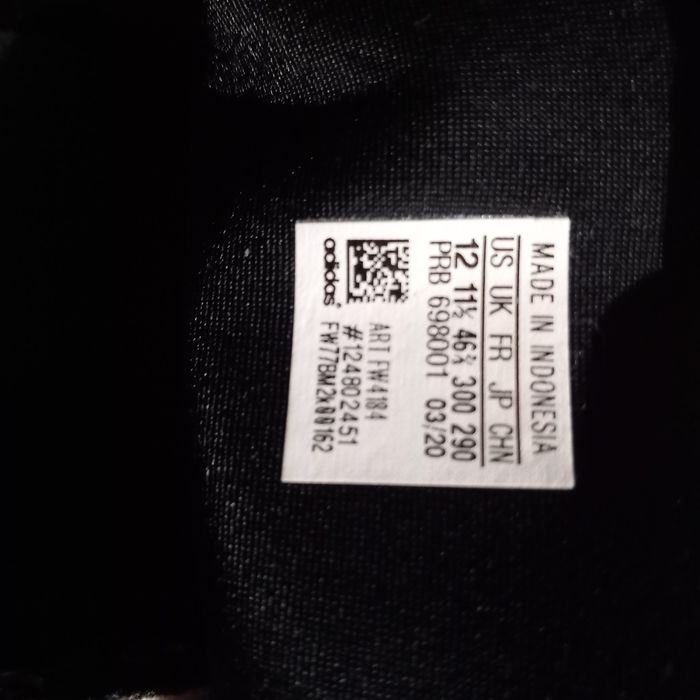 MADE IN INDONESIA
US UK FR JP CHN
12 11½ 46⅔ 300 290
PRB 698001 03/20
ART FW4184
#124802451
adidas®